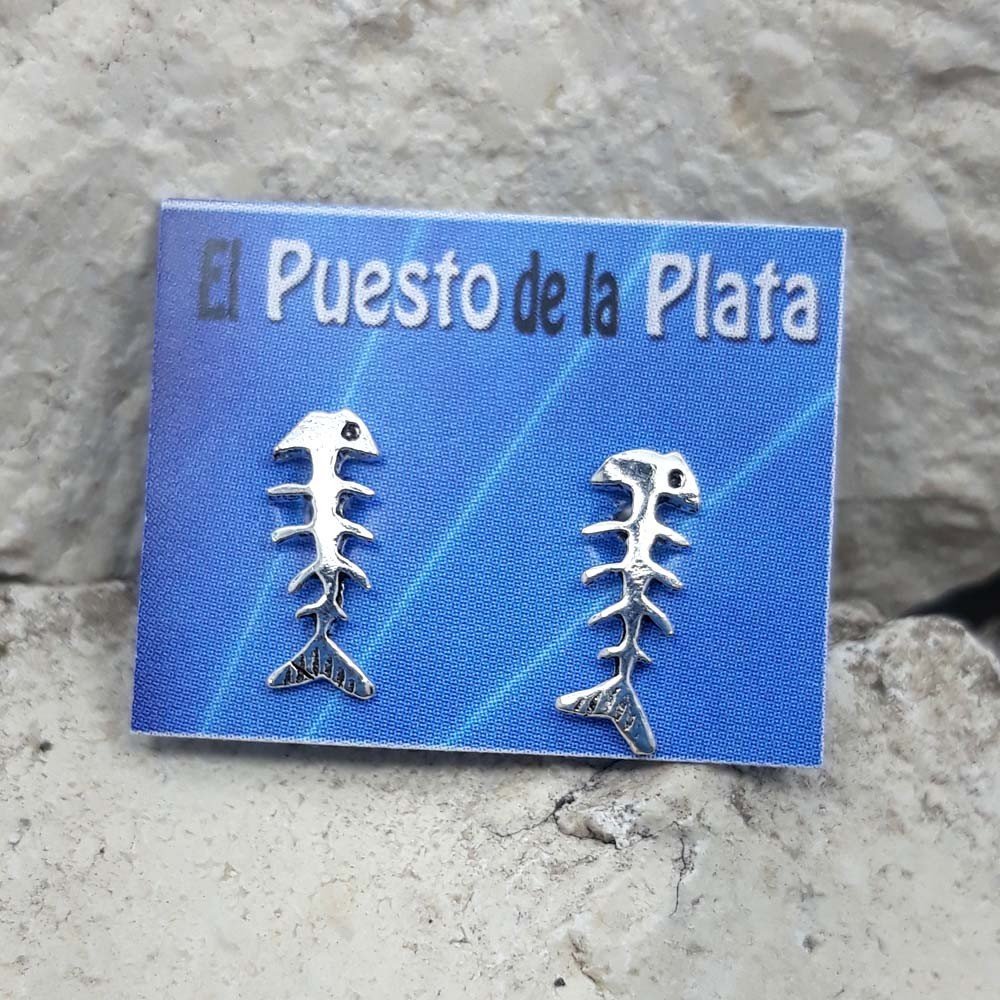 El Puesto de la Plata